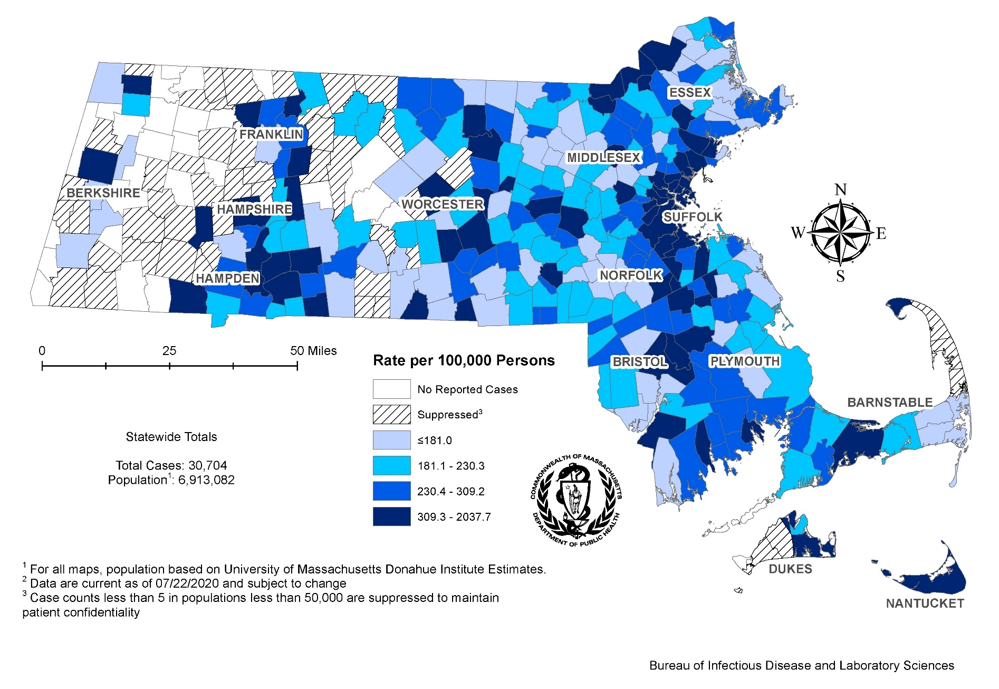 ESSEX
FRANKLIN
MIDDLESEX
BERKSHIRE
HAMPSHIRE
WORCESTER
SUFFOLK
N
W
E
S
HAMPDEN
NORFOLK
0
25
50 Miles
BRISTOL
PLYMOUTH
BARNSTABLE
Rate per 100,000 Persons
No Reported Cases
Suppressed³
≤181.0
181.1 - 230.3
230.4 - 309.2
309.3 - 2037.7
Statewide Totals
Total Cases: 30,704
Population¹: 6,913,082
COMMONWEALTH OF MASSACHUSETTS
DEPARTMENT OF PUBLIC HEALTH
DUKES
NANTUCKET
¹ For all maps, population based on University of Massachusetts Donahue Institute Estimates.
² Data are current as of 07/22/2020 and subject to change
³ Case counts less than 5 in populations less than 50,000 are suppressed to maintain
patient confidentiality
Bureau of Infectious Disease and Laboratory Sciences